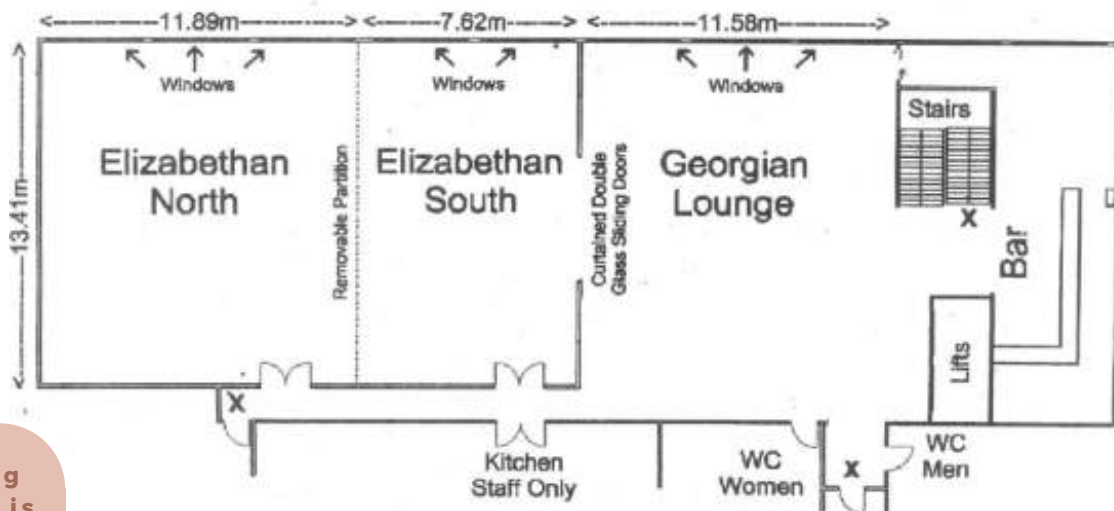 11.89m
7.62m
11.58m
Windows
Windows
Windows
13.41m
Elizabethan
North
Removable Partition
Elizabethan
South
Curtained Double
Glass Sliding Doors
Georgian
Lounge
Stairs
X
Bar
Lifts
X
Kitchen
Staff Only
WC
Women
X
WC
Men
g
is